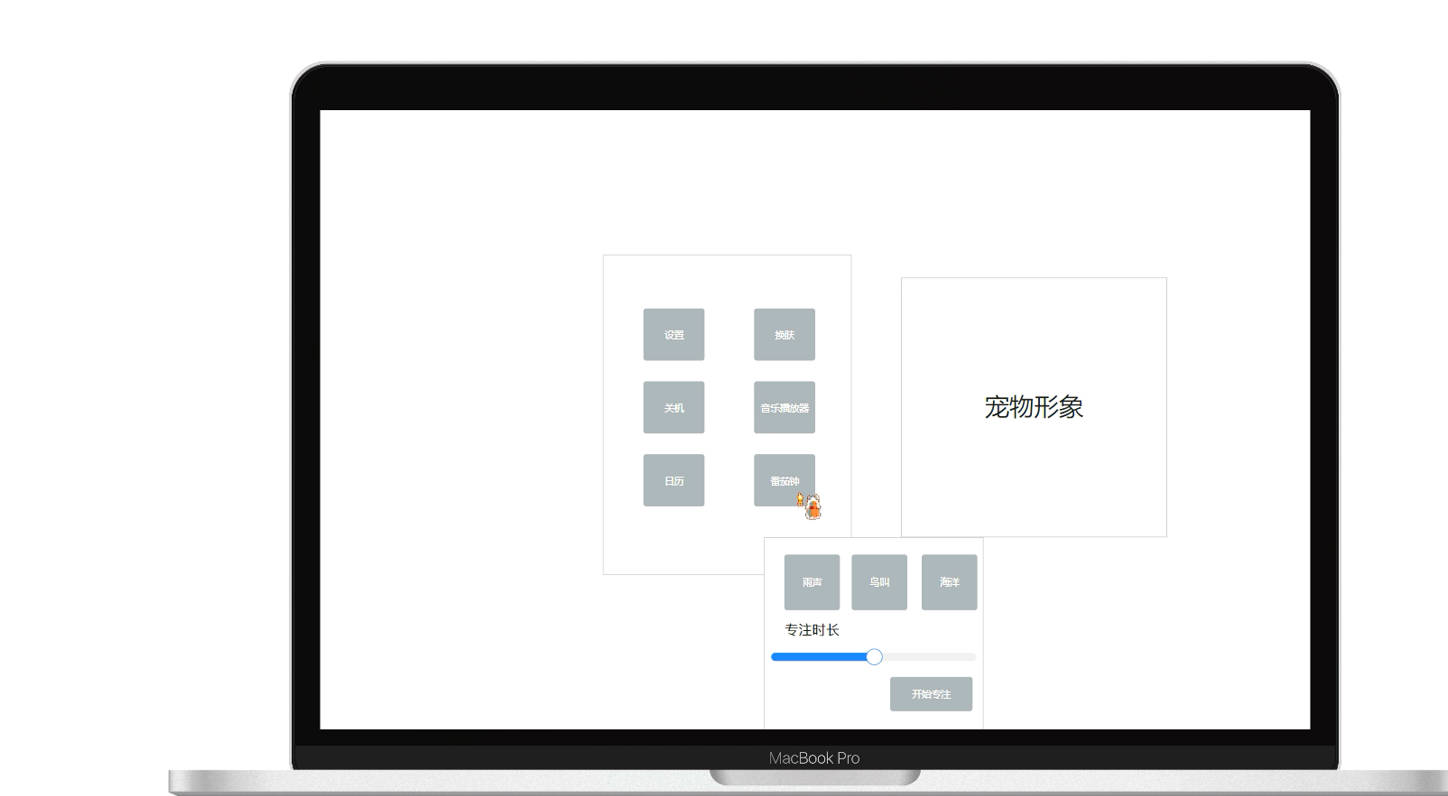 设置
换肤
关机
音乐播放器
日历
番茄钟
宠物形象
雨声
鸟叫
海洋
专注时长
开始专注
MacBook Pro